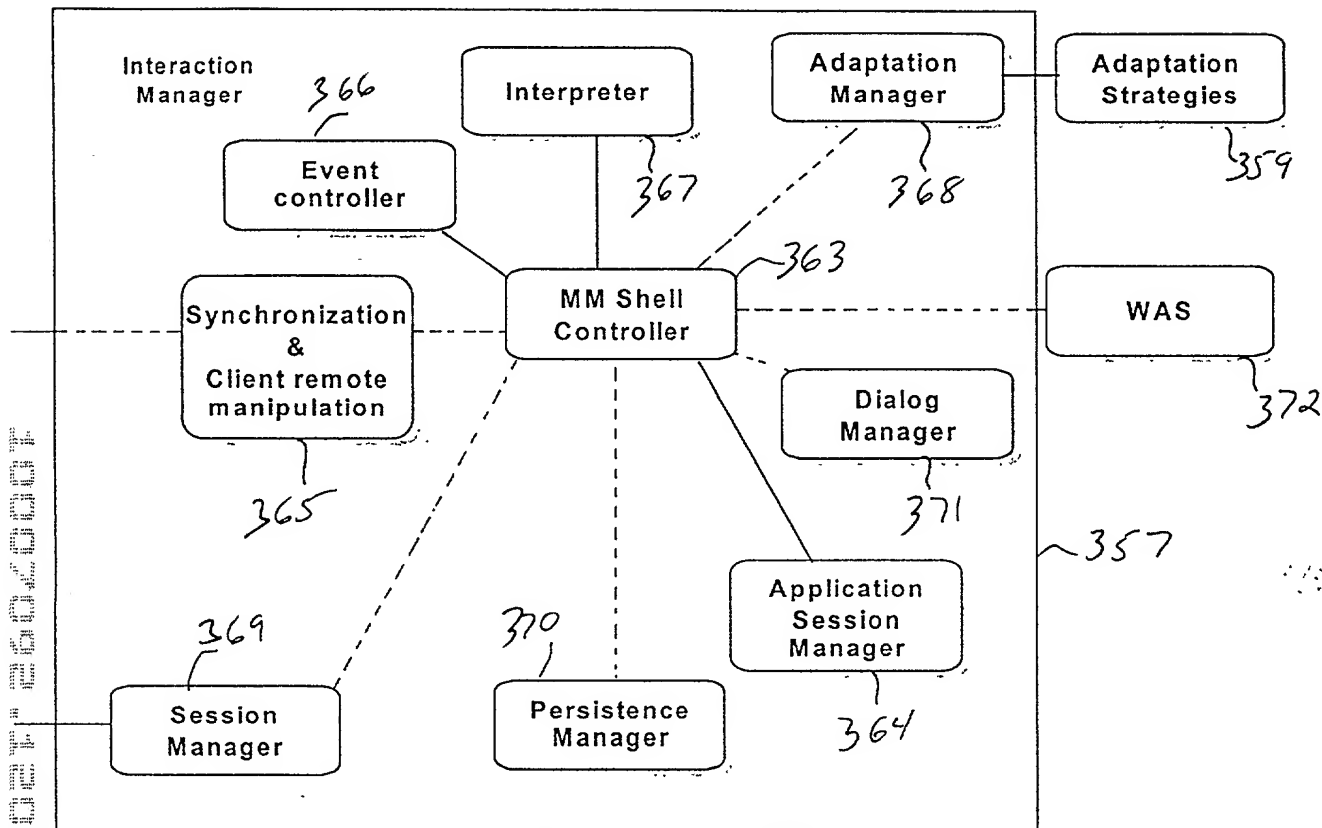 Interaction
Manager
366
Interpreter
367
Adaptation
Manager
368
Adaptation
Strategies
359
Event
controller
363
MM Shell
Controller
WAS
372
Synchronization
&
Client remote
manipulation
365
Dialog
Manager
371
357
Application
Session
Manager
364
369
Session
Manager
370
Persistence
Manager